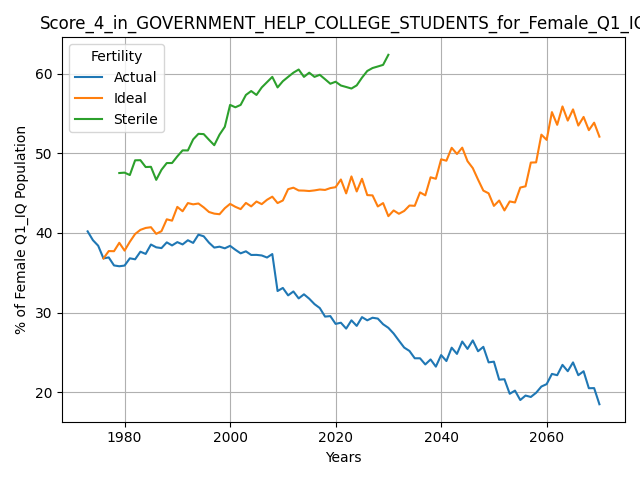 Score_4_in_GOVERNMENT_HELP_COLLEGE_STUDENTS_for_Female_Q1_IQ
Fertility
Actual
Ideal
Sterile
% of Female Q1_IQ Population
60
50
40
30
20
1980 2000 2020 2040 2060
Years